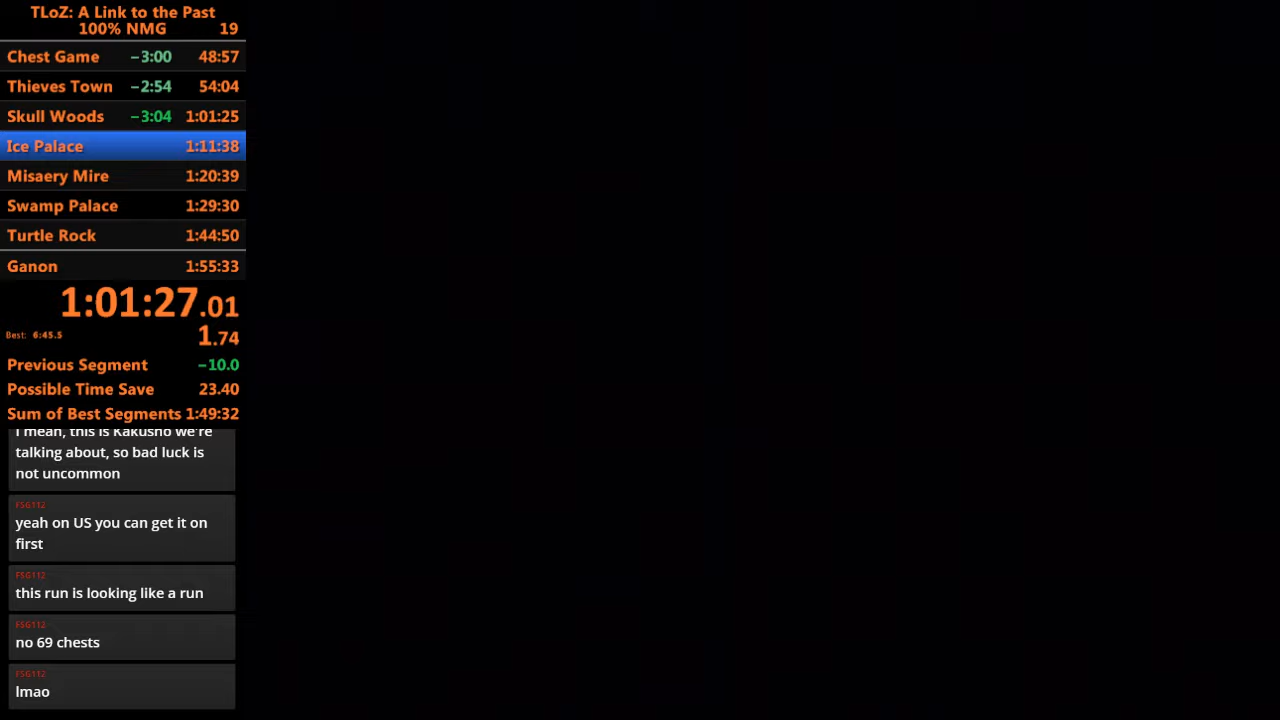 TLoZ: A Link to the Past
100% NMG 19
Chest Game −3:00 48:57
Thieves Town −2:54 54:04
Skull Woods −3:04 1:01:25
Ice Palace 1:11:38
Misaery Mire 1:20:39
Swamp Palace 1:29:30
Turtle Rock 1:44:50
Ganon 1:55:33
1:01:27.01
Best: 6:45.5 1.74
Previous Segment −10.0
Possible Time Save 23.40
Sum of Best Segments 1:49:32
I mean, this is Kakusho we're
talking about, so bad luck is
not uncommon
FSG112
yeah on US you can get it on
first
FSG112
this run is looking like a run
FSG112
no 69 chests
FSG112
lmao